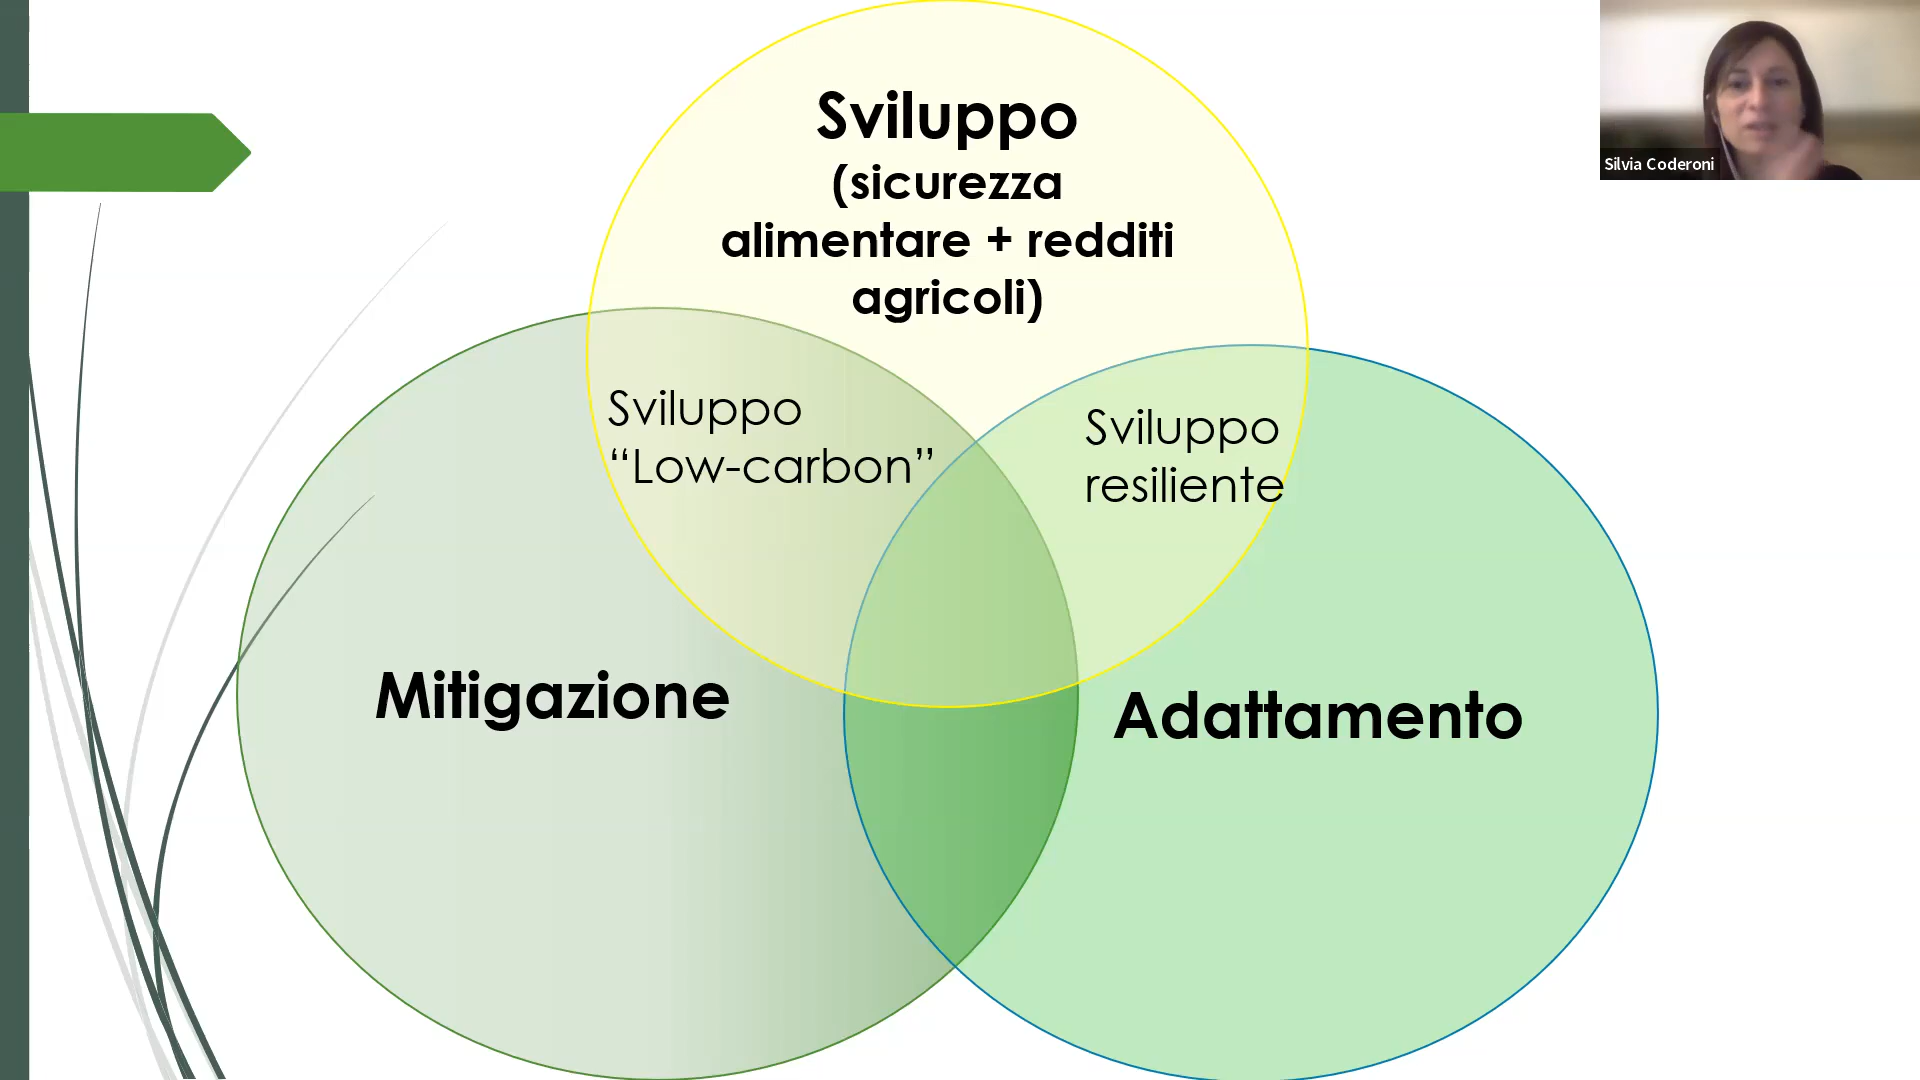 Sviluppo
(sicurezza
alimentare + redditi
agricoli)
Sviluppo
“Low-carbon”
Sviluppo
resiliente
Mitigazione
Adattamento
Silvia Coderoni